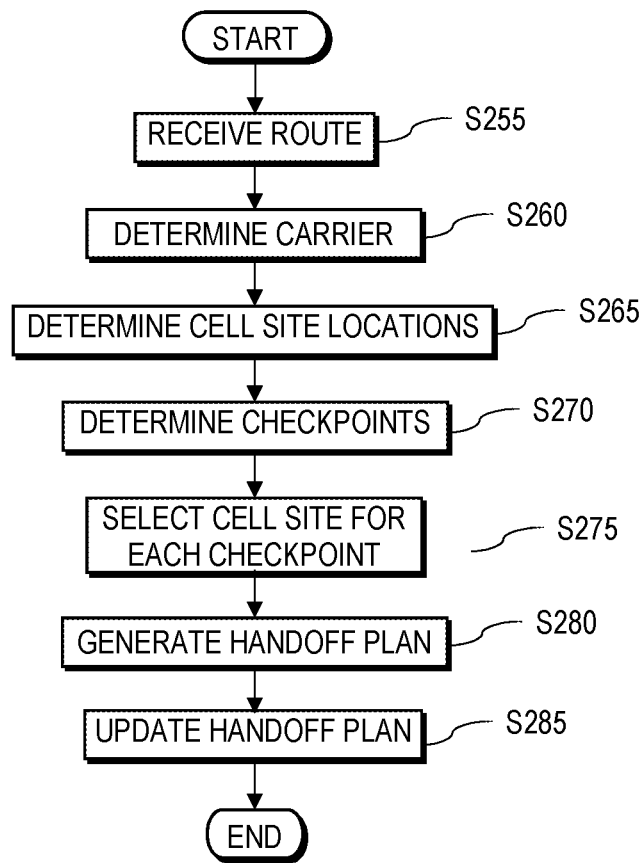 START
RECEIVE ROUTE
S255
DETERMINE CARRIER
S260
DETERMINE CELL SITE LOCATIONS
S265
DETERMINE CHECKPOINTS
S270
SELECT CELL SITE FOR
EACH CHECKPOINT
S275
GENERATE HANDOFF PLAN
S280
UPDATE HANDOFF PLAN
S285
END